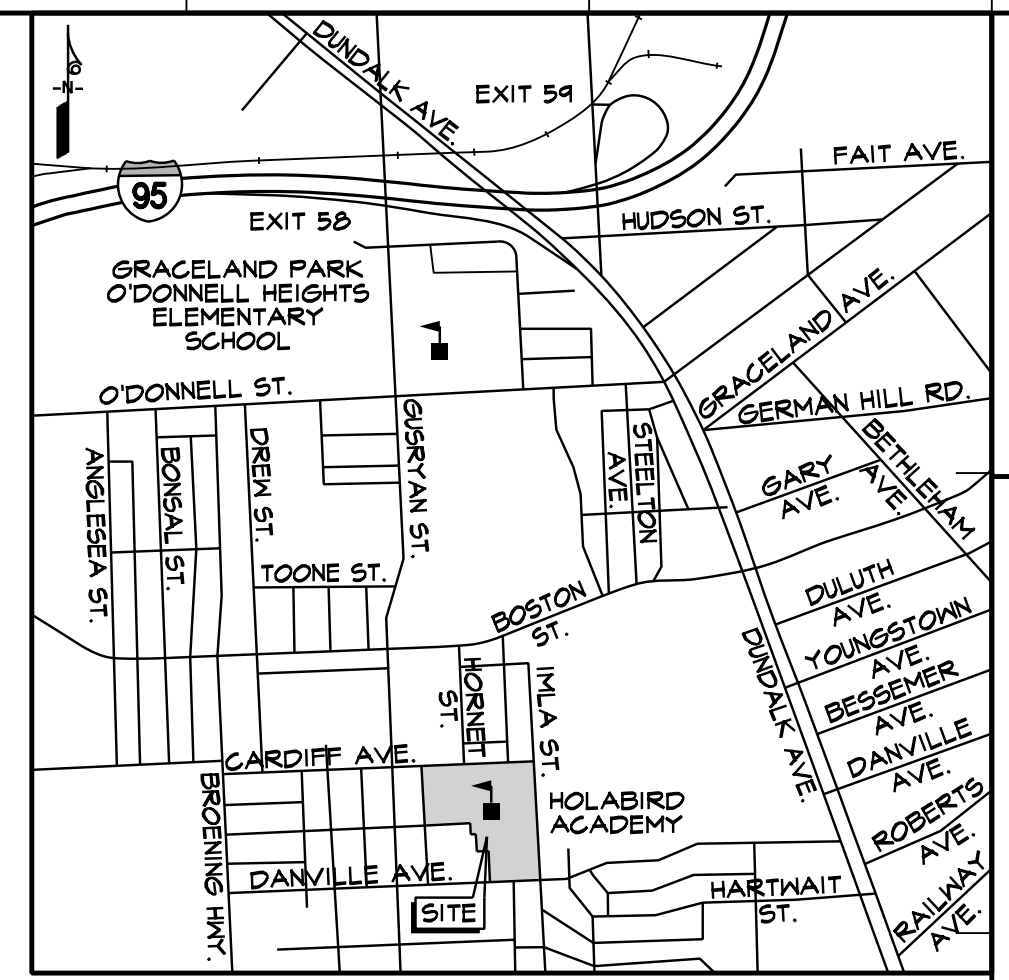 DUNDALK AVE.
EXIT 59
-N-
FAIT AVE.
95
EXIT 58
HUDSON ST.
GRACELAND PARK
O'DONNELL HEIGHTS
ELEMENTARY
SCHOOL
GRACELAND AVE.
O'DONNELL ST.
GERMAN HILL RD.
ANGLESEA ST.
BONSAL ST.
DREW ST.
GUSRYAN ST.
STEELTON
AVE.
BETHLEHAM
AVE.
GARY
AVE.
TOONE ST.
BOSTON
ST.
DULUTH
AVE.
YOUNGSTOWN
AVE.
HORNET
ST.
IMLA ST.
DUNDALK AVE.
BESSEMER
AVE.
CARDIFF AVE.
DANVILLE
AVE.
BROENING HWY.
HOLABIRD
ACADEMY
ROBERTS
AVE.
DANVILLE AVE.
HARTWAIT
ST.
RAILWAY
AVE.
SITE